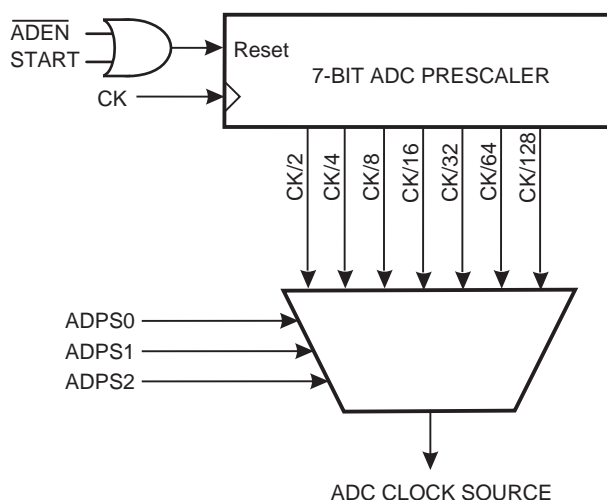 ADEN
START
Reset
7-BIT ADC PRESCALER
CK
CK/2
CK/4
CK/8
CK/16
CK/32
CK/64
CK/128
ADPS0
ADPS1
ADPS2
ADC CLOCK SOURCE